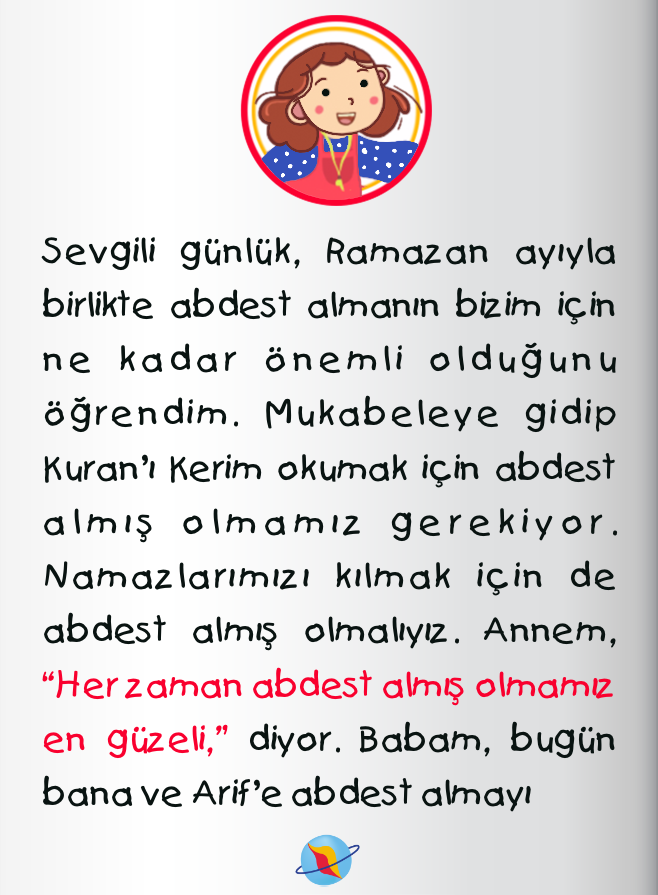 Sevgili günlük, Ramazan ayıyla
birlikte abdest almanın bizim için
ne kadar önemli olduğunu
öğrendim. Mukabeleye gidip
Kuran’ı Kerim okumak için abdest
almış olmamız gerekiyor.
Namazlarımızı kılmak için de
abdest almış olmalıyız. Annem,
“Her zaman abdest almış olmamız
en güzeli,” diyor. Babam, bugün
bana ve Arif’e abdest almayı